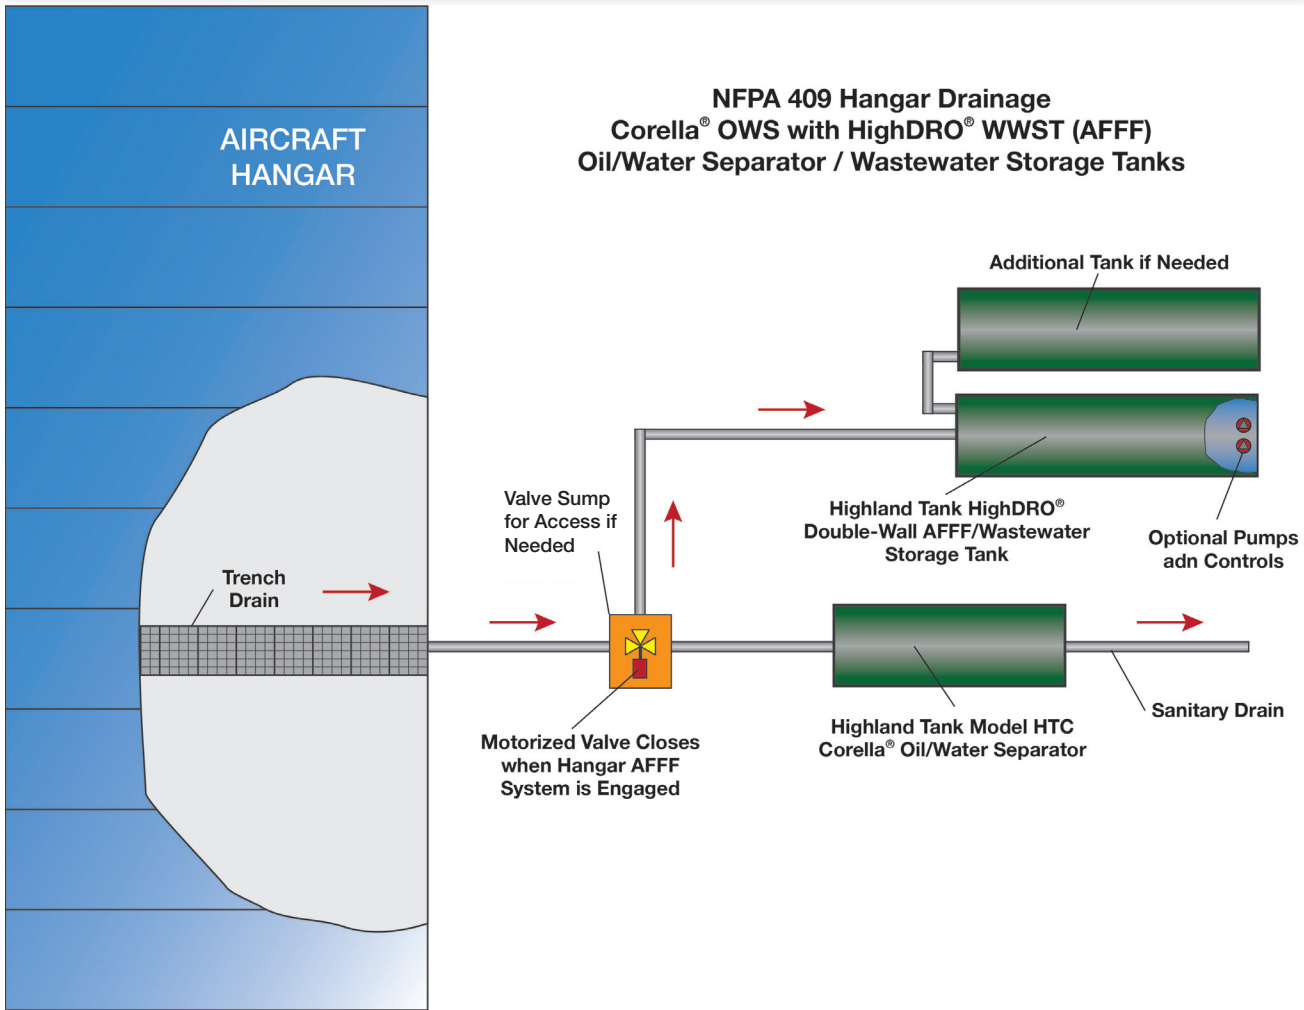 NFPA 409 Hangar Drainage
Corella® OWS with HighDRO® WWST (AFFF)
Oil/Water Separator / Wastewater Storage Tanks
AIRCRAFT
HANGAR
Additional Tank if Needed
Valve Sump
for Access if
Needed
Highland Tank HighDRO®
Double-Wall AFFF/Wastewater
Storage Tank
Optional Pumps
adn Controls
Trench
Drain
Motorized Valve Closes
when Hangar AFFF
System is Engaged
Highland Tank Model HTC
Corella® Oil/Water Separator
Sanitary Drain